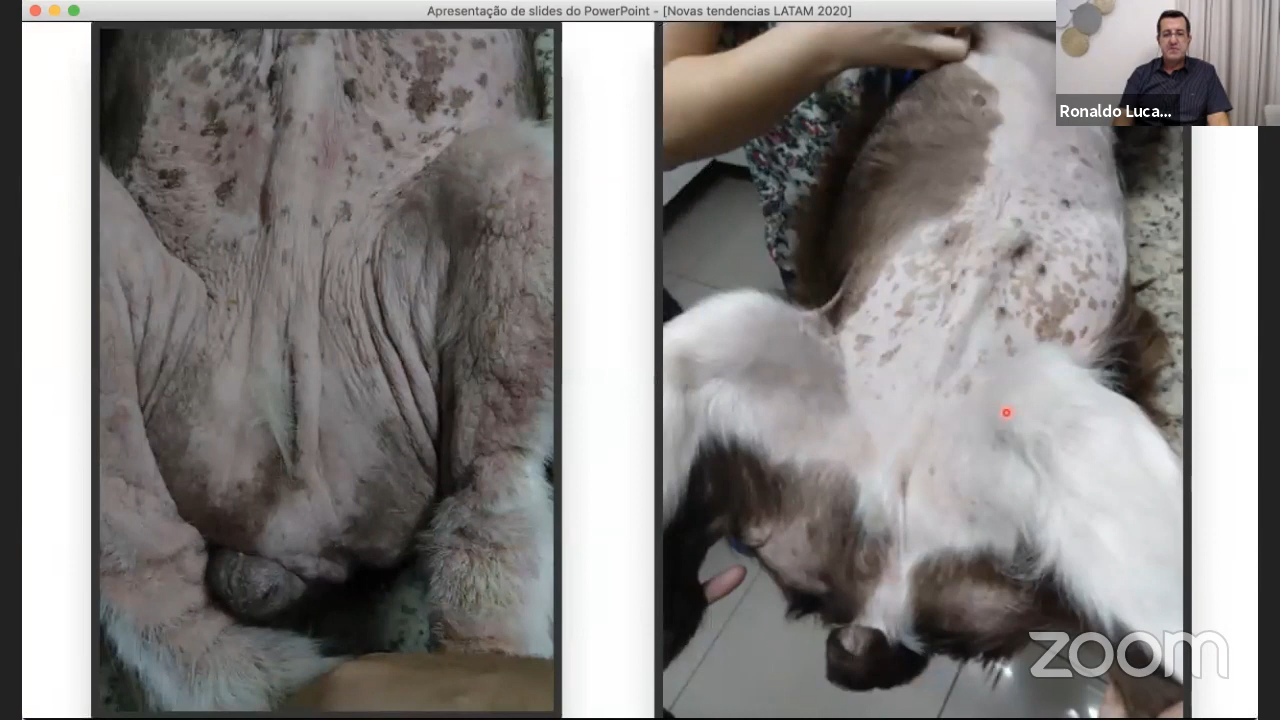 Apresentação de slides do PowerPoint - [Novas tendencias LATAM 2020]
Ronaldo Luca...
zoom